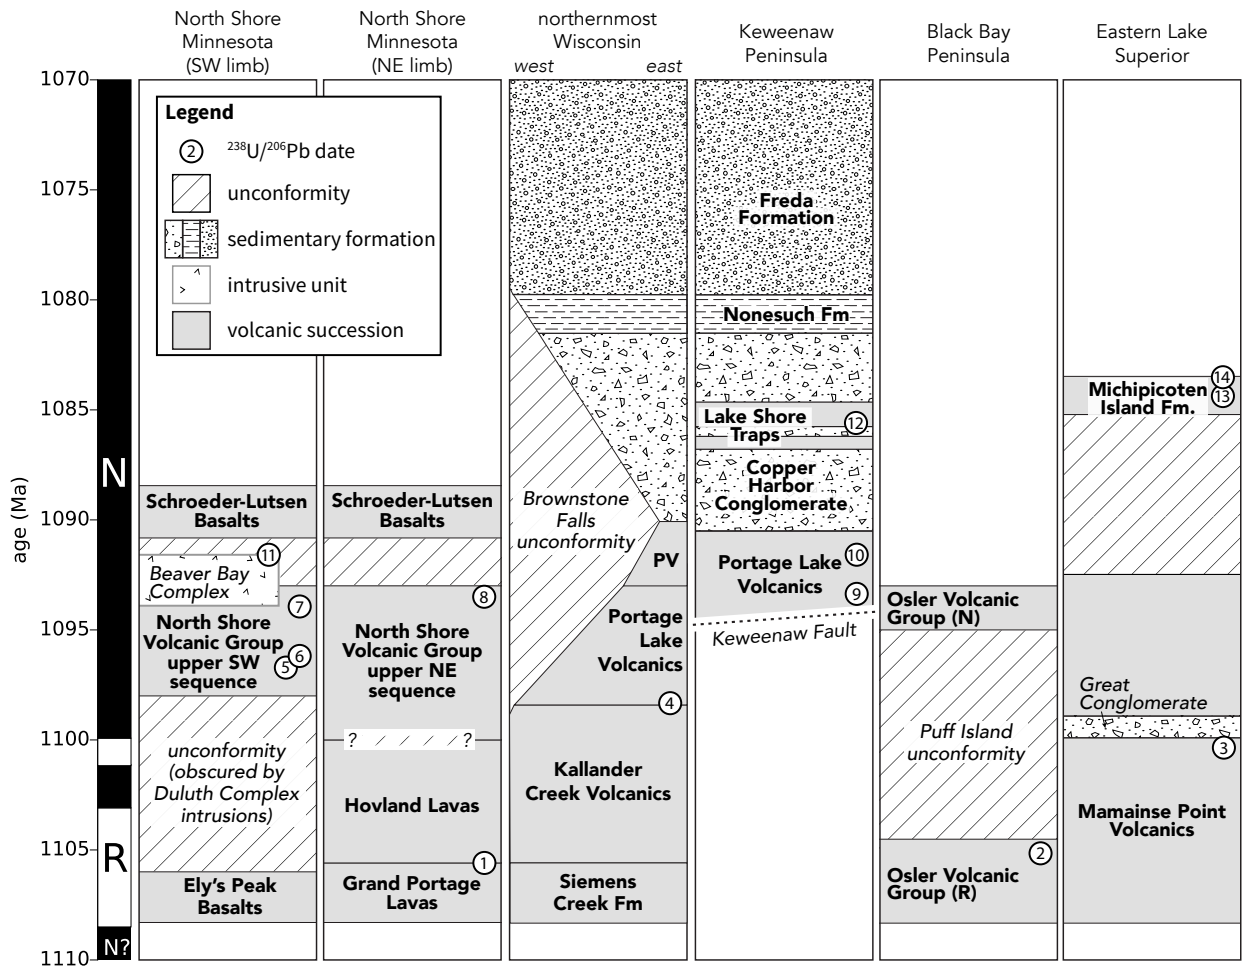 North Shore
Minnesota
(SW limb)
North Shore
Minnesota
(NE limb)
northernmost
Wisconsin
west
east
Keweenaw
Peninsula
Black Bay
Peninsula
Eastern Lake
Superior
age (Ma)
1070
1075
1080
1085
1090
1095
1100
1105
1110
N
R
N?
Legend
2
238U/206Pb date
unconformity
sedimentary formation
intrusive unit
volcanic succession
Schroeder-Lutsen
Basalts
11
Beaver Bay
Complex
7
North Shore
Volcanic Group
upper SW
sequence
5
6
unconformity
(obscured by
Duluth Complex
intrusions)
Ely's Peak
Basalts
Schroeder-Lutsen
Basalts
8
North Shore
Volcanic Group
upper NE
sequence
?
?
Hovland Lavas
1
Grand Portage
Lavas
Brownstone
Falls
unconformity
PV
Portage
Lake
Volcanics
4
Kallander
Creek Volcanics
Siemens
Creek Fm
Freda
Formation
Nonesuch Fm
Lake Shore
Traps
12
Copper
Harbor
Conglomerate
Portage Lake
Volcanics
10
9
Keweenaw Fault
Osler Volcanic
Group (N)
Puff Island
unconformity
2
Osler Volcanic
Group (R)
14
Michipicoten
Island Fm.
13
Great
Conglomerate
3
Mamainse Point
Volcanics